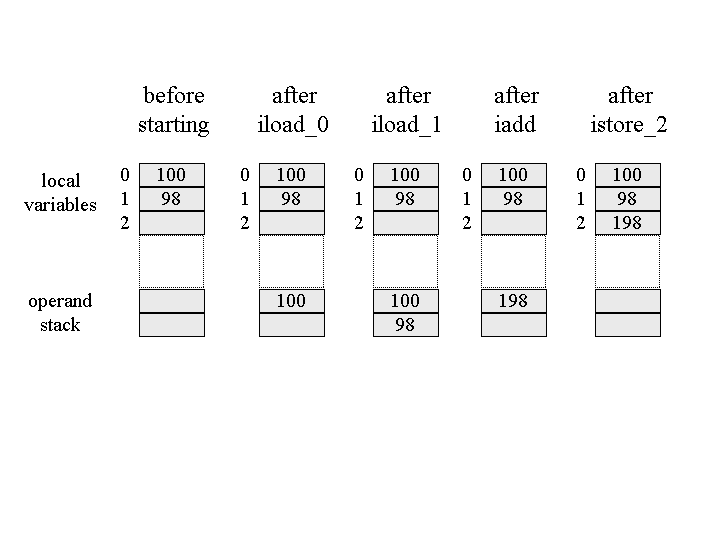 before after after after after
starting iload_0 iload_1 iadd istore_2
local variables
0 100 0 100 0 100 0 100 0 100
1 98 1 98 1 98 1 98 1 98
2 2 2 2 2 198
operand stack
100 100 198
98